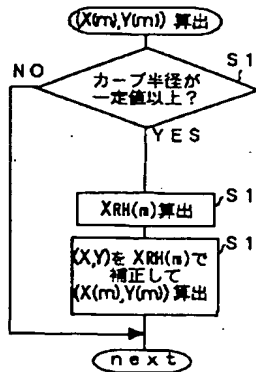 (X(m),Y(m)) 算出
NO
S1
カーブ半径が
一定値以上?
YES
S1
XRH(m) 算出
S1
(X,Y)を XRH(m)で
補正して
(X(m),Y(m)) 算出
next